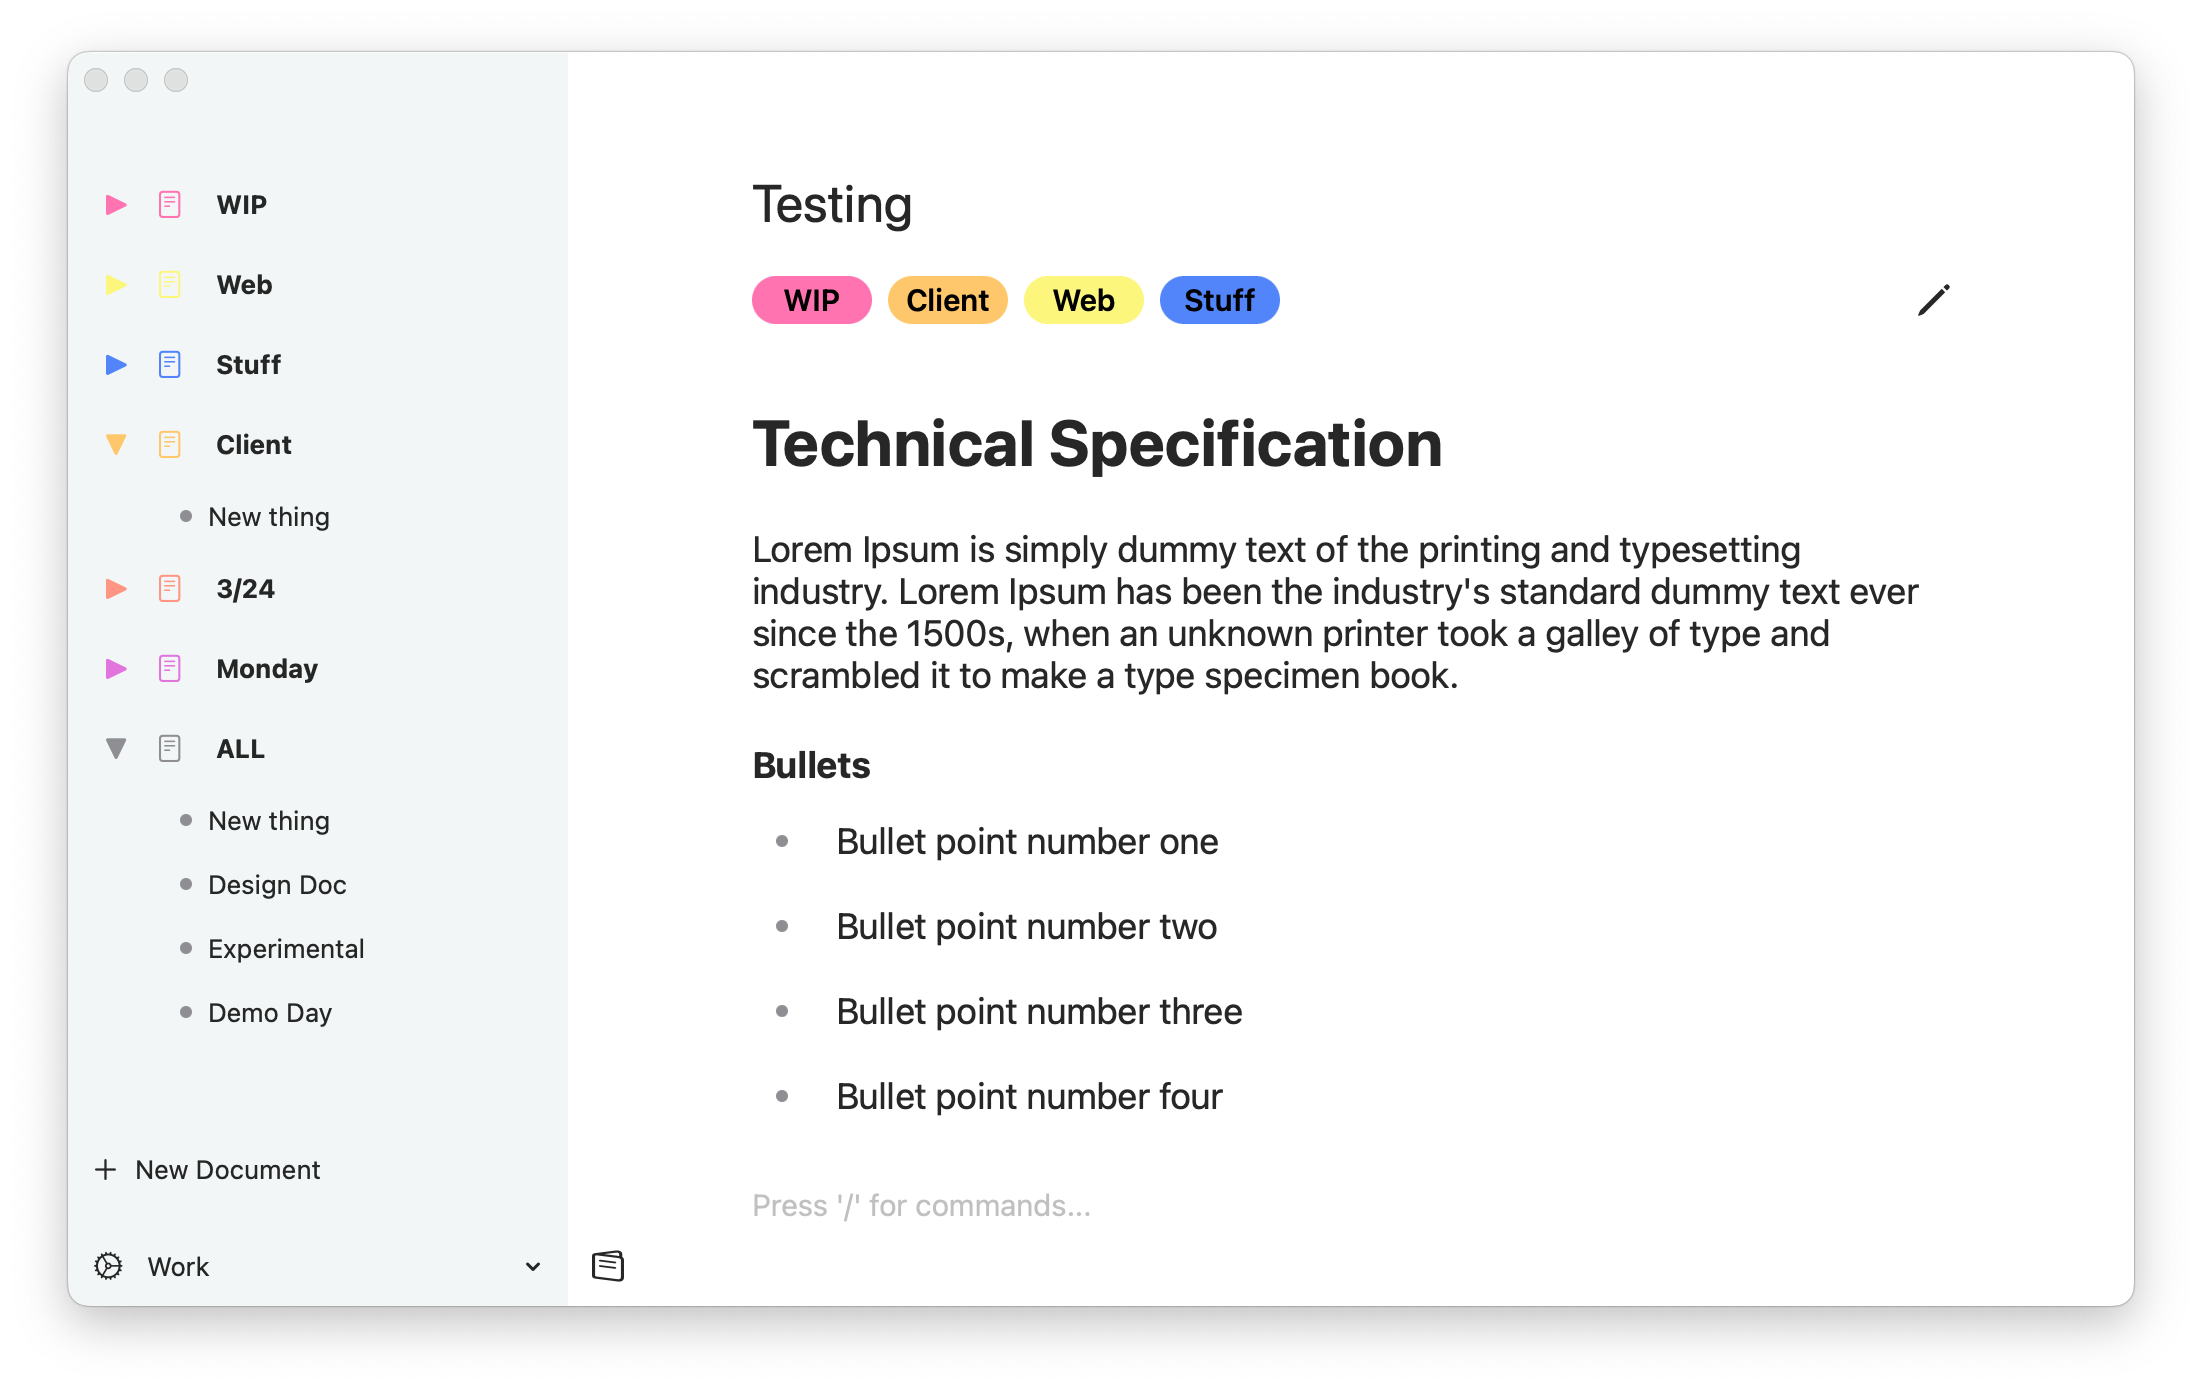 WIP
Web
Stuff
Client
New thing
3/24
Monday
ALL
New thing
Design Doc
Experimental
Demo Day
New Document
Work
Testing
WIP Client Web Stuff
Technical Specification
Lorem Ipsum is simply dummy text of the printing and typesetting
industry. Lorem Ipsum has been the industry's standard dummy text ever
since the 1500s, when an unknown printer took a galley of type and
scrambled it to make a type specimen book.
Bullets
Bullet point number one
Bullet point number two
Bullet point number three
Bullet point number four
Press '/' for commands...